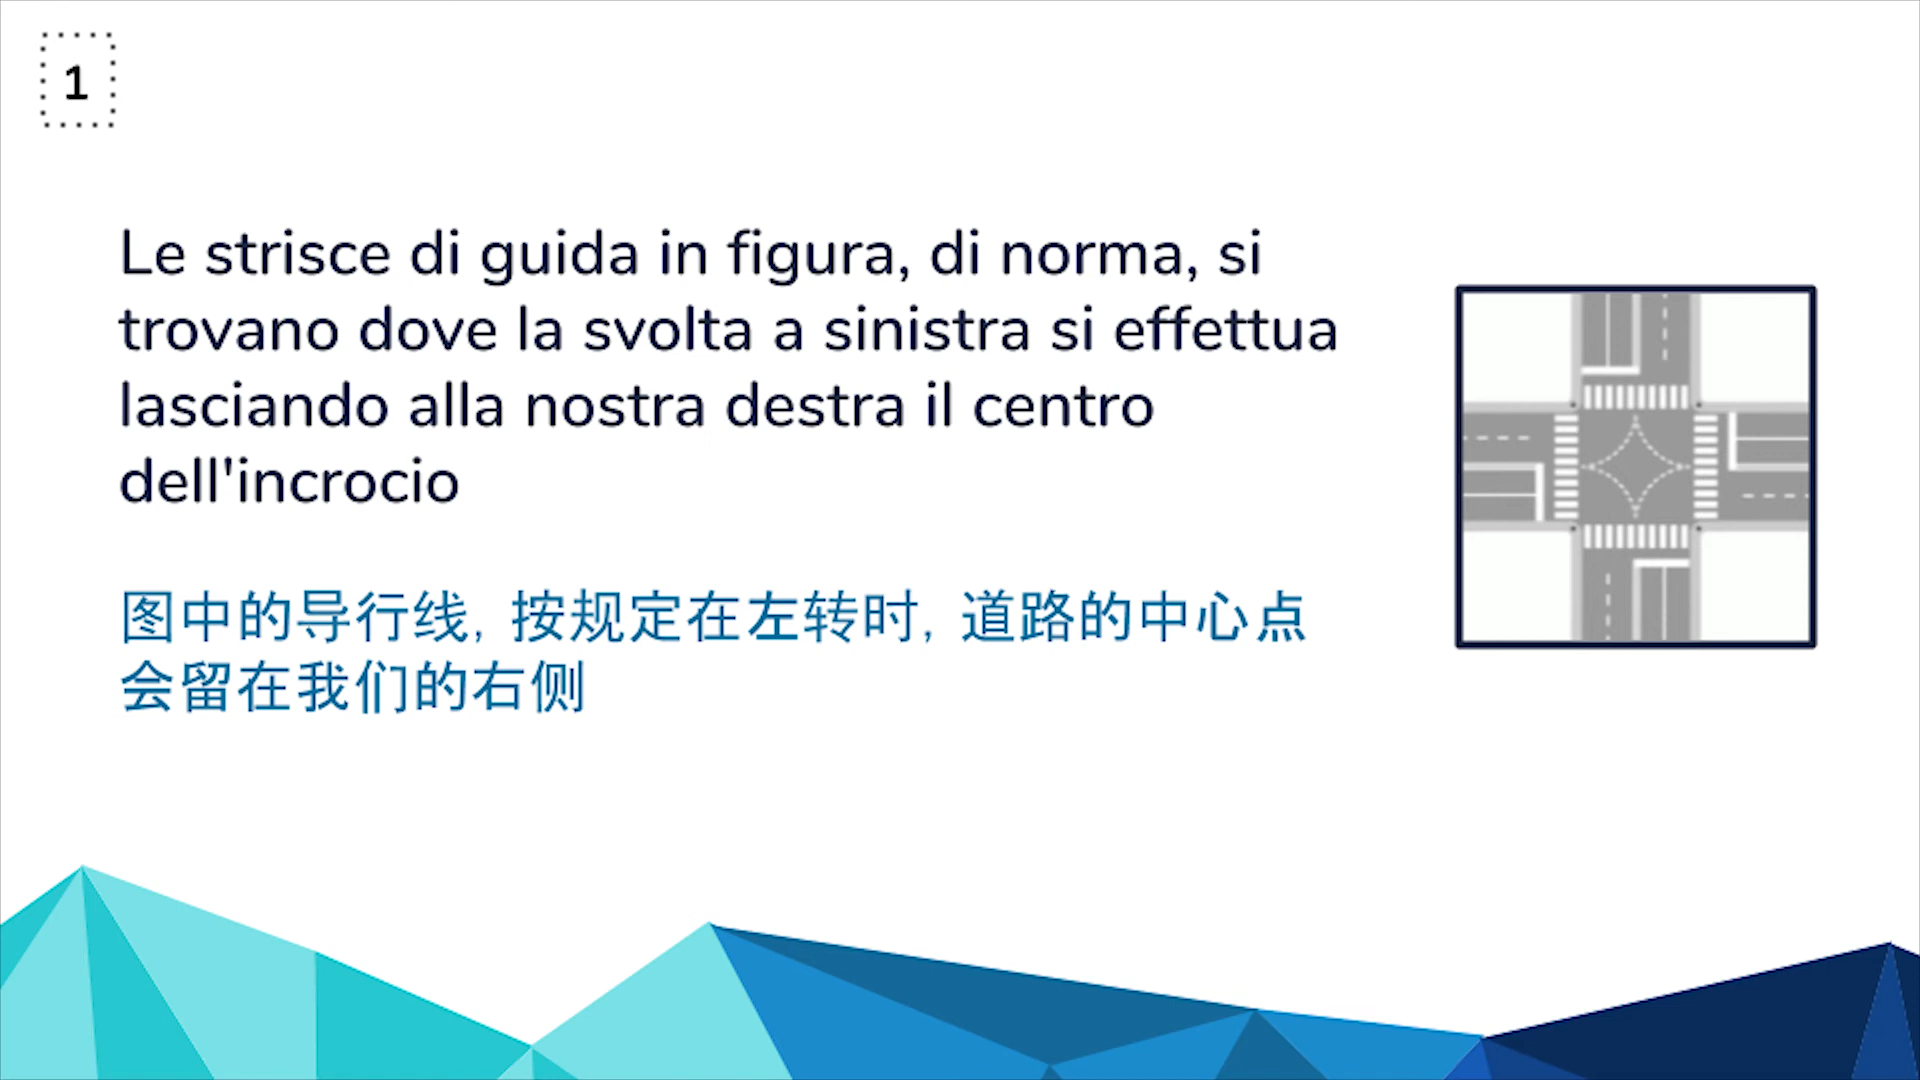 1
Le strisce di guida in figura, di norma, si
trovano dove la svolta a sinistra si effettua
lasciando alla nostra destra il centro
dell'incrocio
图中的导行线, 按规定在左转时, 道路的中心点
会留在我们的右侧